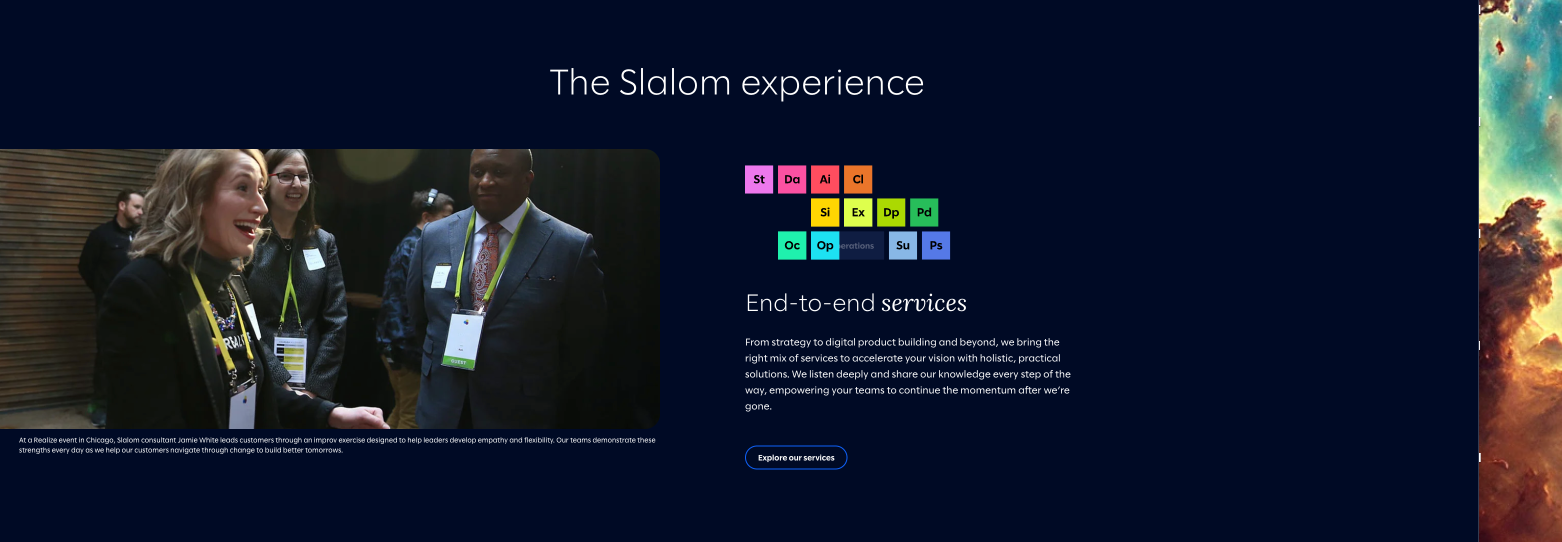 The Slalom experience
St Da Ai Cl
Si Ex Dp Pd
Oc Operations Su Ps
End-to-end services
From strategy to digital product building and beyond, we bring the
right mix of services to accelerate your vision with holistic, practical
solutions. We listen deeply and share our knowledge every step of the
way, empowering your teams to continue the momentum after we’re
gone.
Explore our services
GUEST
At a Realize event in Chicago, Slalom consultant Jamie White leads customers through an improv exercise designed to help leaders develop empathy and flexibility. Our teams demonstrate these
strengths every day as we help our customers navigate through change to build better tomorrows.